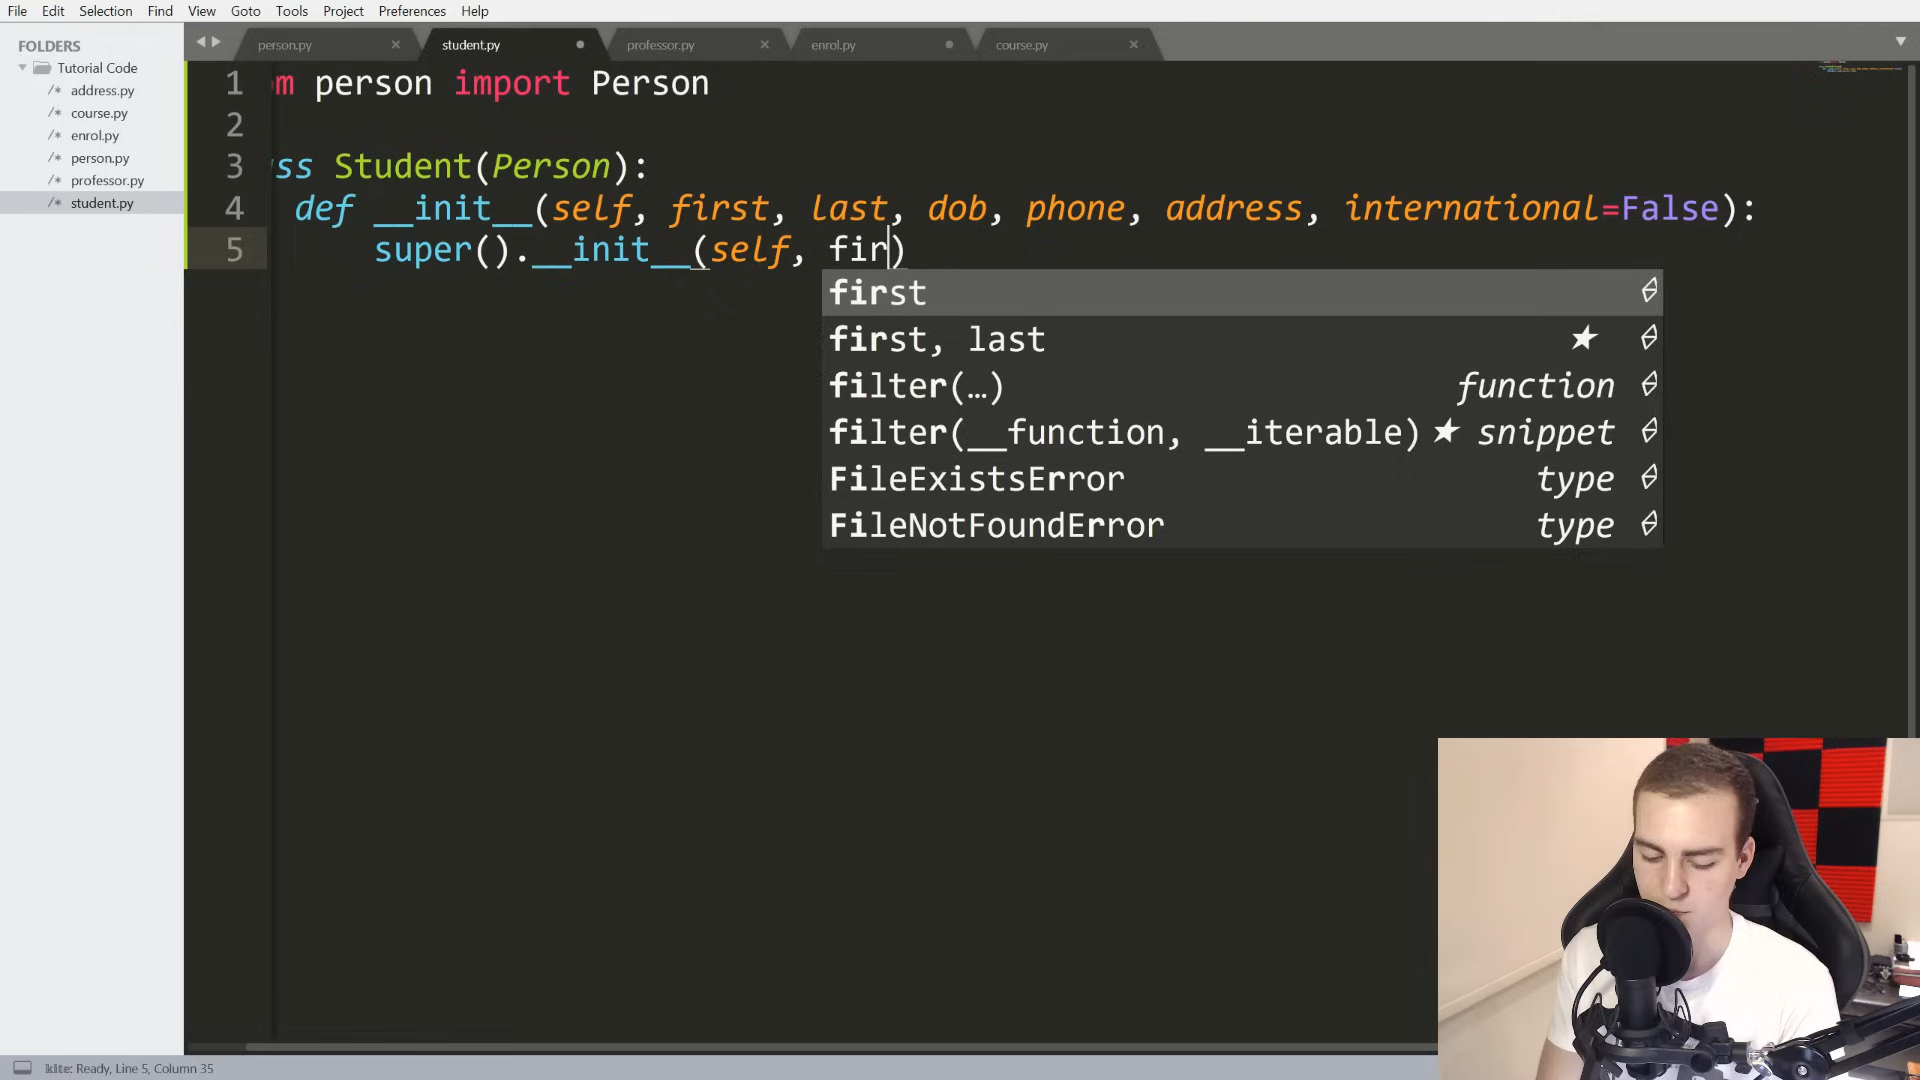 File Edit Selection Find View Goto Tools Project Preferences Help
FOLDERS
Tutorial Code
/* address.py
/* course.py
/* enrol.py
/* person.py
/* professor.py
/* student.py
person.py × student.py professor.py × enrol.py course.py ×
1 om person import Person
2
3 ss Student(Person):
4 def __init__(self, first, last, dob, phone, address, international=False):
5 super().__init__(self, fir)
first
first, last ★
filter(…) function
filter(__function, __iterable) ★ snippet
FileExistsError type
FileNotFoundError type
kite: Ready, Line 5, Column 35